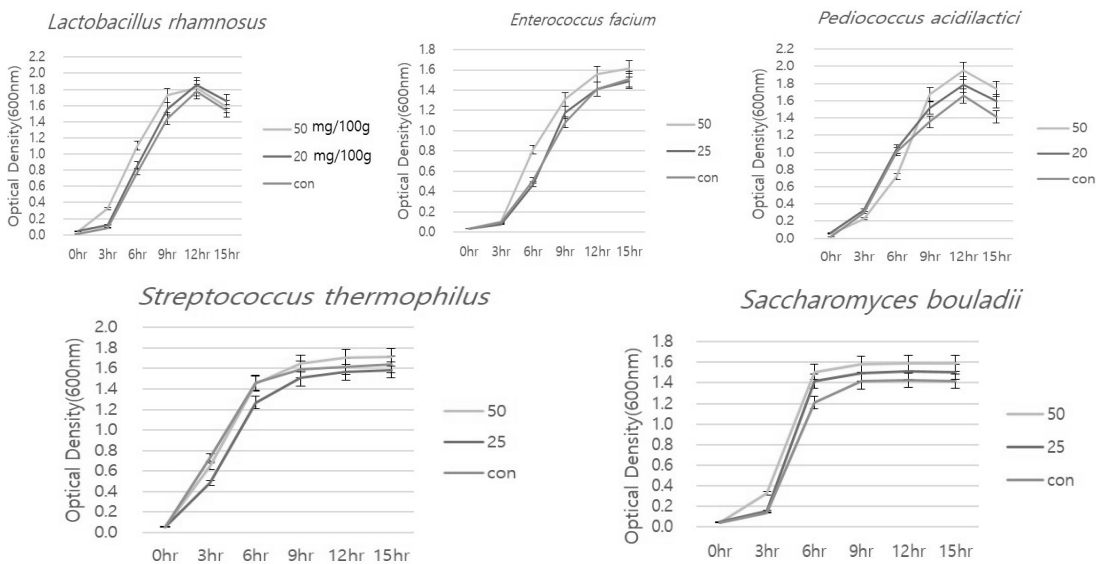 Lactobacillus rhamnosus
Optical Density(600nm)
2.2
2.0
1.8
1.6
1.4
1.2
1.0
0.8
0.6
0.4
0.2
0.0
0hr 3hr 6hr 9hr 12hr 15hr
50 mg/100g
20 mg/100g
con
Enterococcus facium
Optical Density(600nm)
1.8
1.6
1.4
1.2
1.0
0.8
0.6
0.4
0.2
0.0
0hr 3hr 6hr 9hr 12hr 15hr
50
25
con
Pediococcus acidilactici
Optical Density(600nm)
2.2
2.0
1.8
1.6
1.4
1.2
1.0
0.8
0.6
0.4
0.2
0.0
0hr 3hr 6hr 9hr 12hr 15hr
50
20
con
Streptococcus thermophilus
Optical Density(600nm)
2.0
1.8
1.6
1.4
1.2
1.0
0.8
0.6
0.4
0.2
0.0
0hr 3hr 6hr 9hr 12hr 15hr
50
25
con
Saccharomyces bouladii
Optical Density(600nm)
1.8
1.6
1.4
1.2
1.0
0.8
0.6
0.4
0.2
0.0
0hr 3hr 6hr 9hr 12hr 15hr
50
25
con